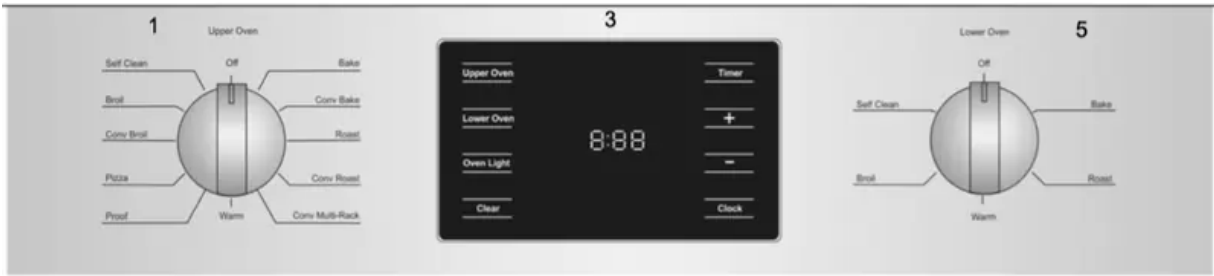 1
Upper Oven
Off
Self Clean
Bake
Broil
Conv Bake
Conv Broil
Roast
Pizza
Conv Roast
Proof
Warm
Conv Multi-Rack
3
Upper Oven
Timer
Lower Oven
+
8:88
Oven Light
-
Clear
Clock
5
Lower Oven
Off
Self Clean
Bake
Broil
Roast
Warm